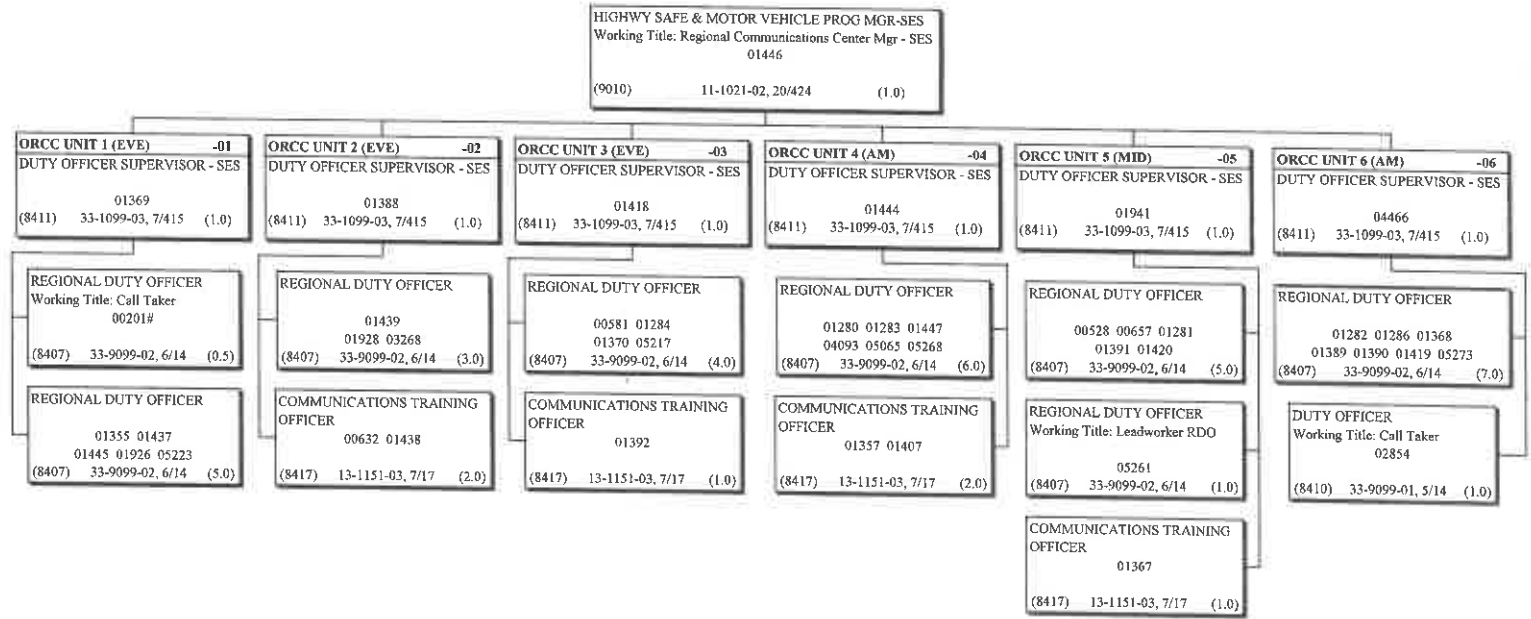 HIGHWY SAFE & MOTOR VEHICLE PROG MGR-SES
Working Title: Regional Communications Center Mgr - SES
01446
(9010) 11-1021-02, 20/424 (1.0)
ORCC UNIT 1 (EVE) -01
DUTY OFFICER SUPERVISOR - SES
01369
(8411) 33-1099-03, 7/415 (1.0)
REGIONAL DUTY OFFICER
Working Title: Call Taker
00201#
(8407) 33-9099-02, 6/14 (0.5)
REGIONAL DUTY OFFICER
01355 01437
01445 01926 05223
(8407) 33-9099-02, 6/14 (5.0)
ORCC UNIT 2 (EVE) -02
DUTY OFFICER SUPERVISOR - SES
01388
(8411) 33-1099-03, 7/415 (1.0)
REGIONAL DUTY OFFICER
01439
01928 03268
(8407) 33-9099-02, 6/14 (3.0)
COMMUNICATIONS TRAINING
OFFICER
00632 01438
(8417) 13-1151-03, 7/17 (2.0)
ORCC UNIT 3 (EVE) -03
DUTY OFFICER SUPERVISOR - SES
01418
(8411) 33-1099-03, 7/415 (1.0)
REGIONAL DUTY OFFICER
00581 01284
01370 05217
(8407) 33-9099-02, 6/14 (4.0)
COMMUNICATIONS TRAINING
OFFICER
01392
(8417) 13-1151-03, 7/17 (1.0)
ORCC UNIT 4 (AM) -04
DUTY OFFICER SUPERVISOR - SES
01444
(8411) 33-1099-03, 7/415 (1.0)
REGIONAL DUTY OFFICER
01280 01283 01447
04093 05065 05268
(8407) 33-9099-02, 6/14 (6.0)
COMMUNICATIONS TRAINING
OFFICER
01357 01407
(8417) 13-1151-03, 7/17 (2.0)
ORCC UNIT 5 (MID) -05
DUTY OFFICER SUPERVISOR - SES
01941
(8411) 33-1099-03, 7/415 (1.0)
REGIONAL DUTY OFFICER
00528 00657 01281
01391 01420
(8407) 33-9099-02, 6/14 (5.0)
REGIONAL DUTY OFFICER
Working Title: Leadworker RDO
05261
(8407) 33-9099-02, 6/14 (1.0)
COMMUNICATIONS TRAINING
OFFICER
01367
(8417) 13-1151-03, 7/17 (1.0)
ORCC UNIT 6 (AM) -06
DUTY OFFICER SUPERVISOR - SES
04466
(8411) 33-1099-03, 7/415 (1.0)
REGIONAL DUTY OFFICER
01282 01286 01368
01389 01390 01419 05273
(8407) 33-9099-02, 6/14 (7.0)
DUTY OFFICER
Working Title: Call Taker
02854
(8410) 33-9099-01, 5/14 (1.0)